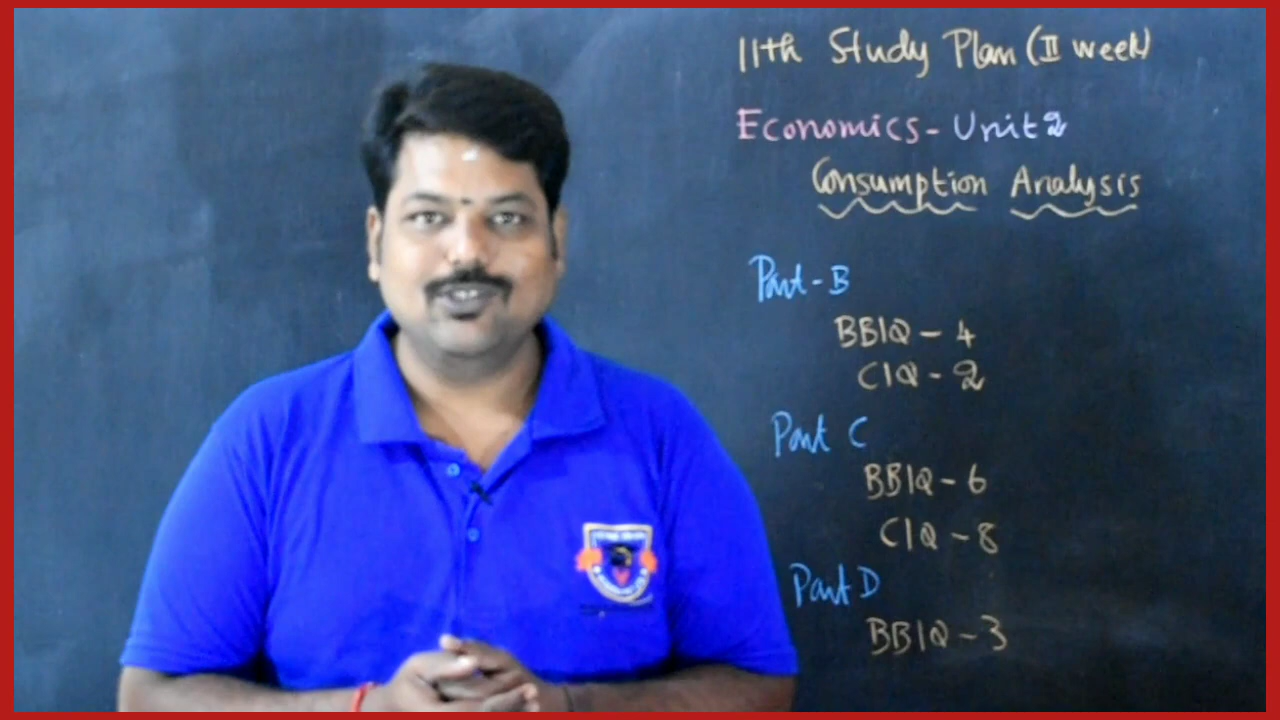 11th Study Plan (II week)
Economics - Unit 2
Consumption Analysis
Part - B
BBIQ - 4
CIQ - 2
Part C
BBIQ - 6
CIQ - 8
Part D
BBIQ - 3